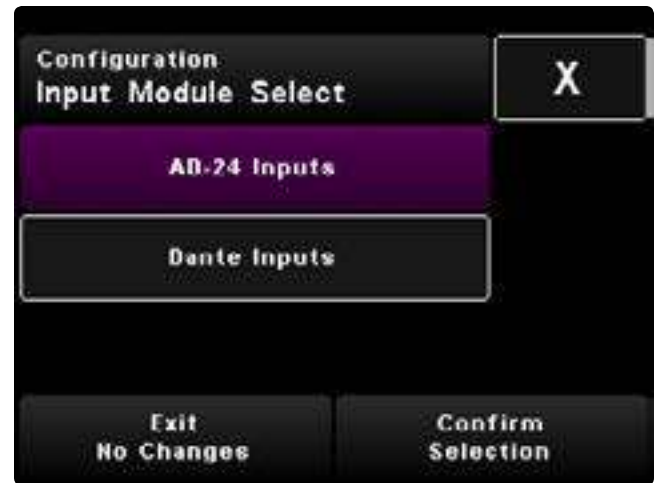 Configuration
Input Module Select
X
AD-24 Inputs
Dante Inputs
Exit
No Changes
Confirm
Selection